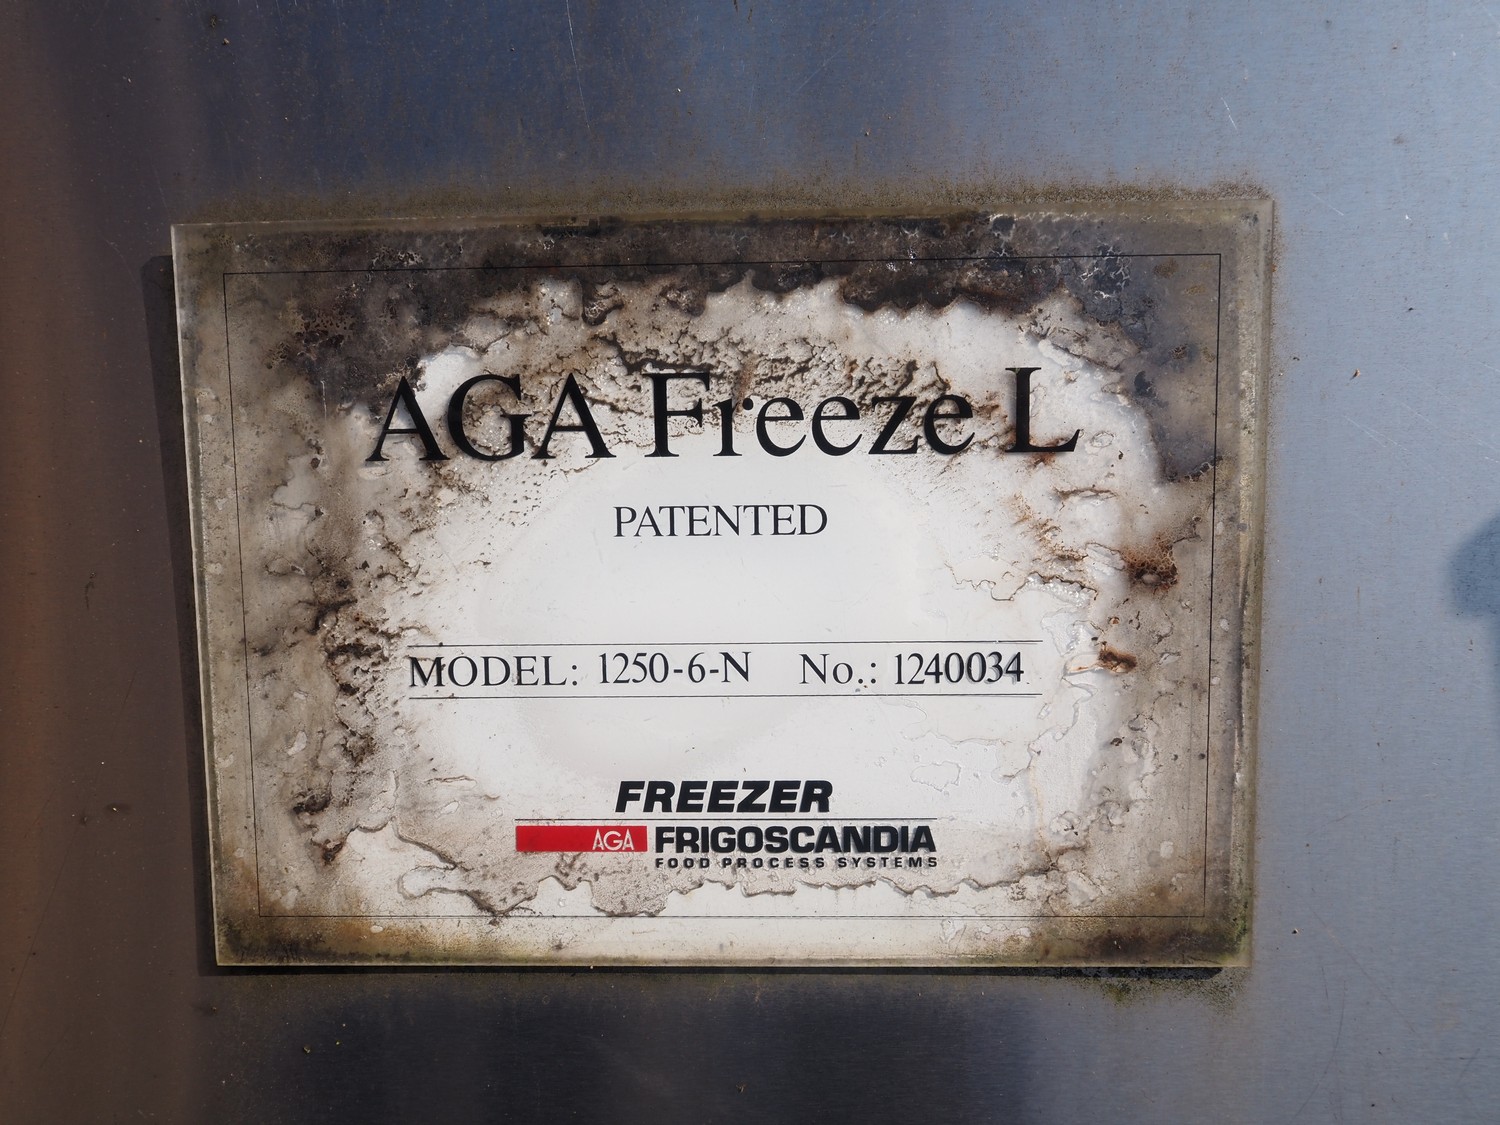 AGA Freeze L
PATENTED
MODEL: 1250-6-N No.: 1240034
FREEZER
AGA FRIGOSCANDIA
FOOD PROCESS SYSTEMS